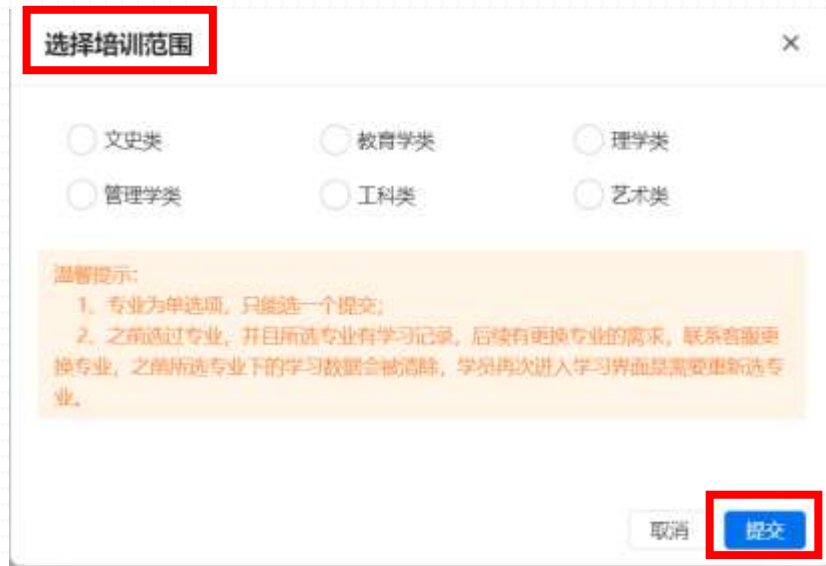 选择培训范围
×
文史类 教育学类 理学类
管理学类 工科类 艺术类
温馨提示:
1、专业为单选项,只能选一个提交;
2、之前选过专业,并且所选专业有学习记录,后续有更换专业的需求,联系客服更
换专业,之前所选专业下的学习数据会被清除,学员再次进入学习界面是需要重新选专
业。
取消 提交